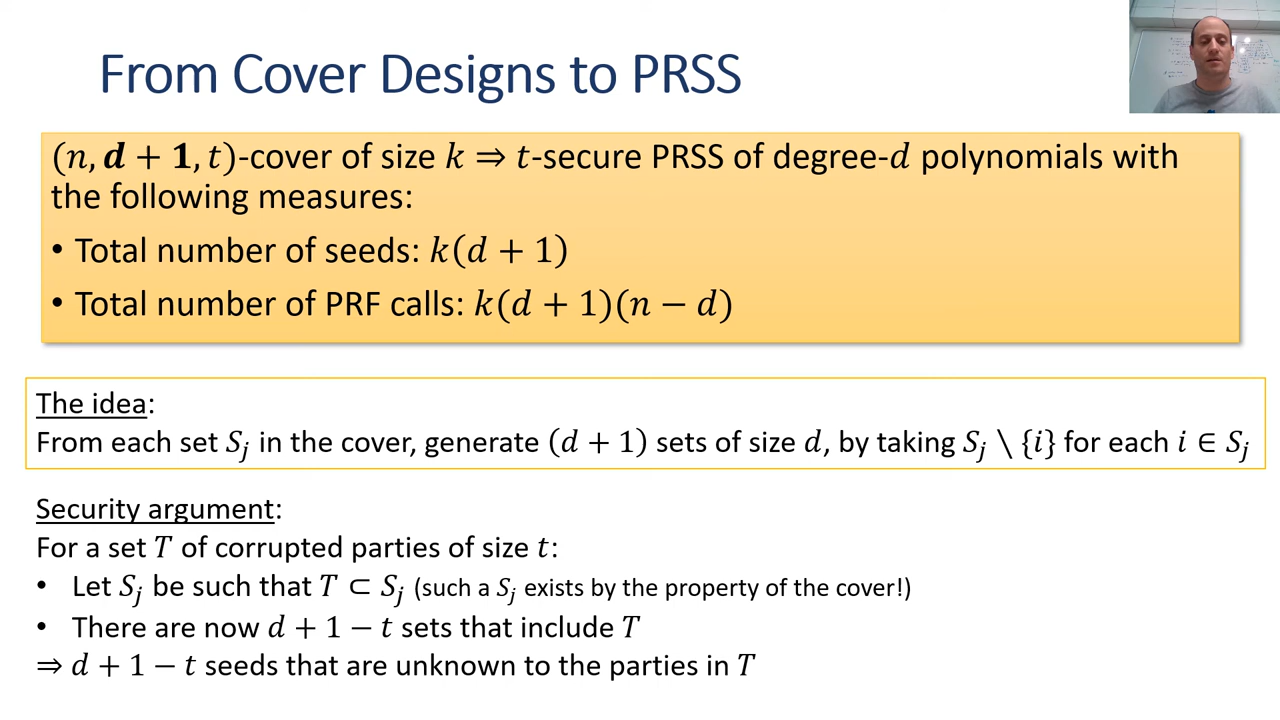 From Cover Designs to PRSS
(n, d + 1, t)-cover of size k ⇒ t-secure PRSS of degree-d polynomials with
the following measures:
• Total number of seeds: k(d + 1)
• Total number of PRF calls: k(d + 1)(n − d)
The idea:
From each set S_j in the cover, generate (d + 1) sets of size d, by taking S_j ∖ {i} for each i ∈ S_j
Security argument:
For a set T of corrupted parties of size t:
• Let S_j be such that T ⊂ S_j (such a S_j exists by the property of the cover!)
• There are now d + 1 − t sets that include T
⇒ d + 1 − t seeds that are unknown to the parties in T